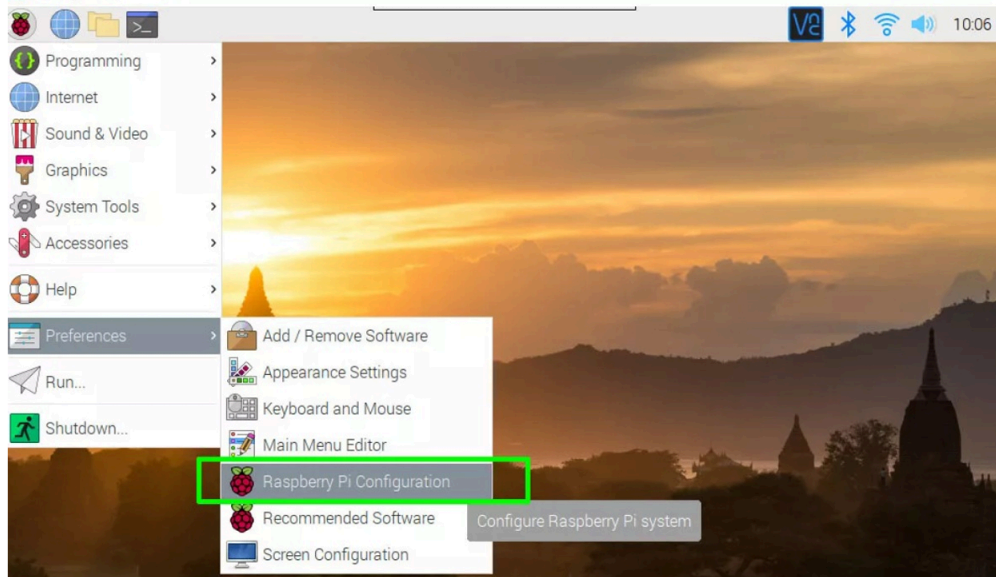 10:06
Programming
Internet
Sound & Video
Graphics
System Tools
Accessories
Help
Preferences
Run...
Shutdown...
Add / Remove Software
Appearance Settings
Keyboard and Mouse
Main Menu Editor
Raspberry Pi Configuration
Recommended Software
Screen Configuration
Configure Raspberry Pi system